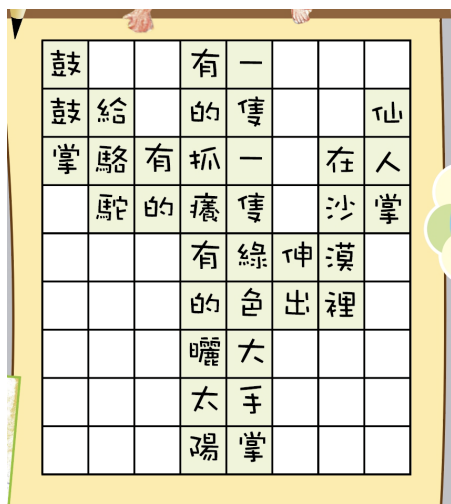 仙人掌
在沙漠裡
伸出
一隻一隻綠色大手掌
有的抓癢有的曬太陽
有的
給駱駝
鼓鼓掌